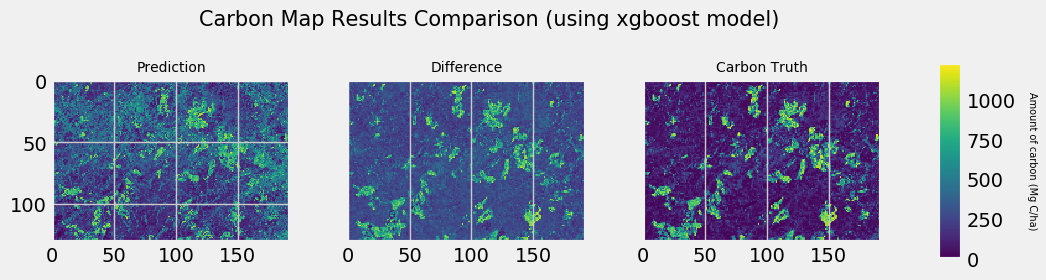 Carbon Map Results Comparison (using xgboost model)
Prediction
Difference
Carbon Truth
0
50
100
0 50 100 150
0 50 100 150
0 50 100 150
1000
750
500
250
0
Amount of carbon (Mg C/ha)